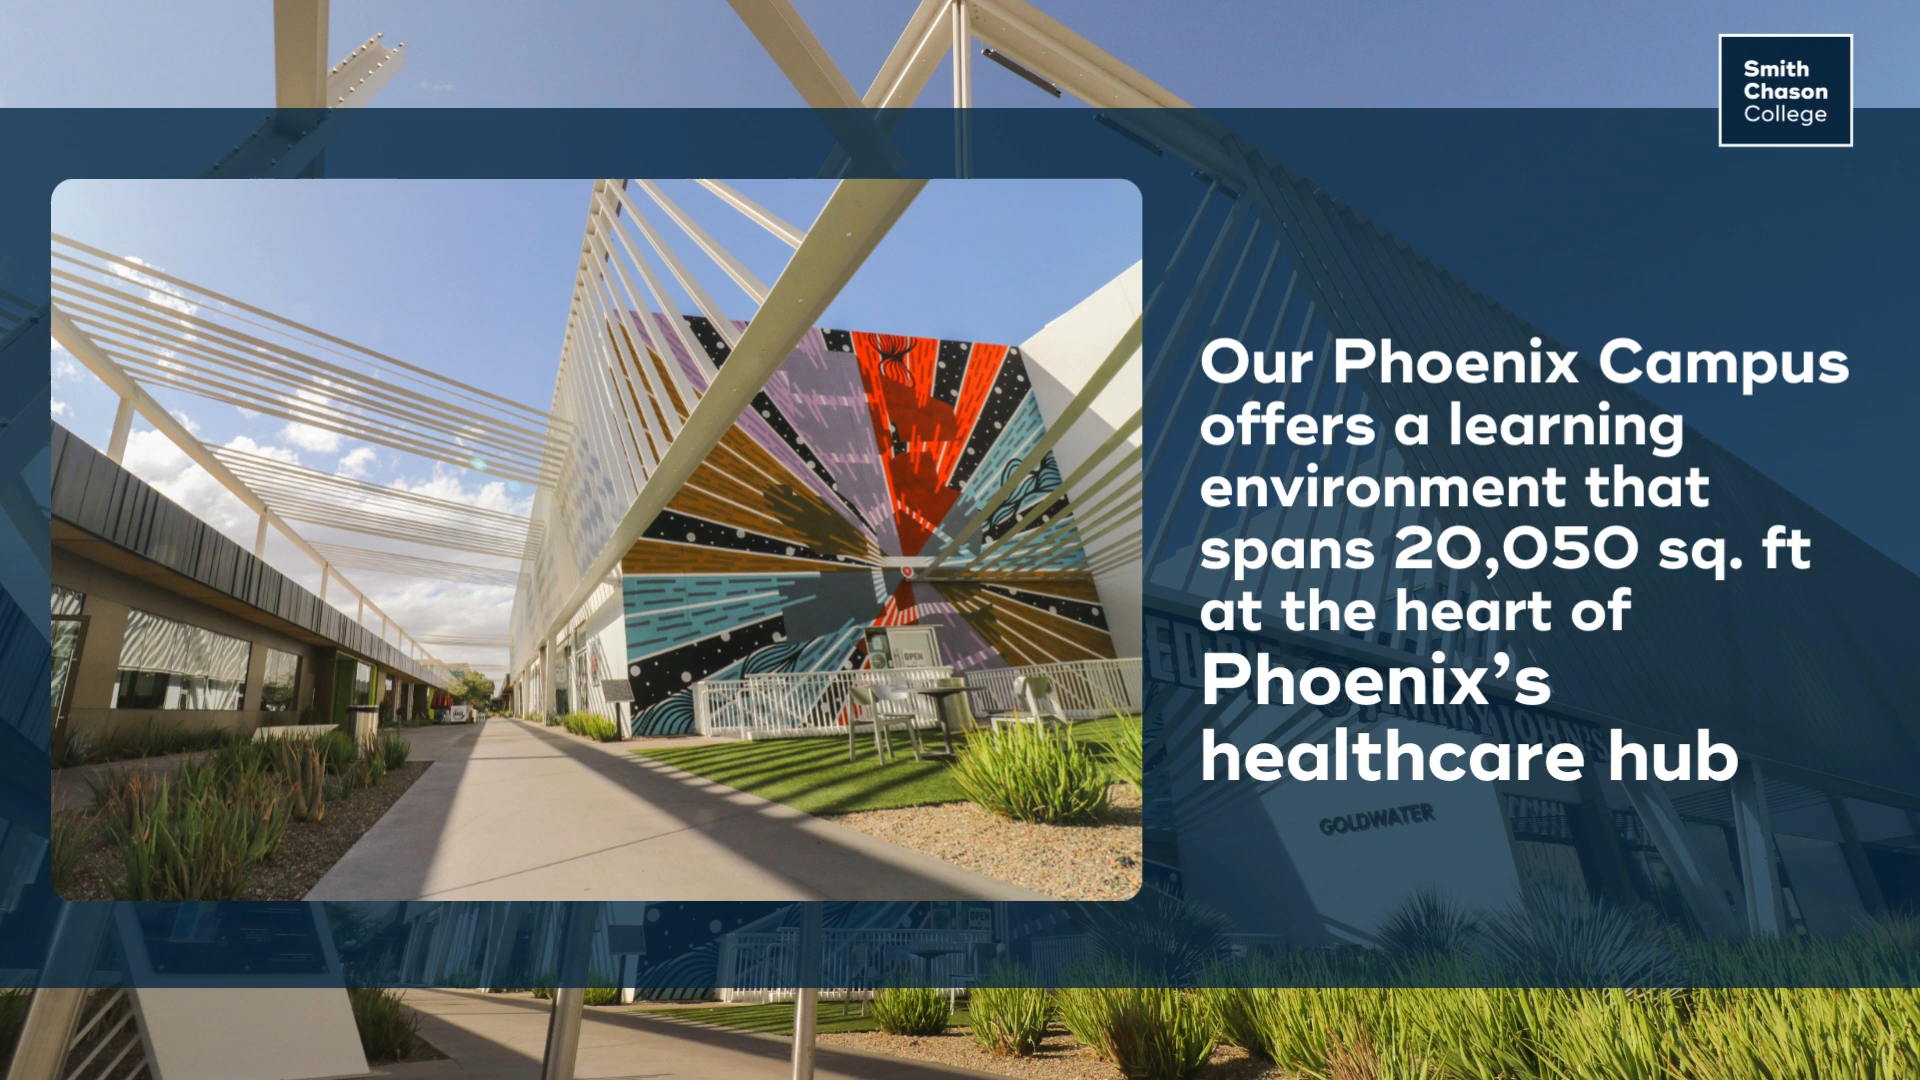 Smith
Chason
College
Our Phoenix Campus
offers a learning
environment that
spans 20,050 sq. ft
at the heart of
Phoenix’s
healthcare hub
OPEN
GOLDWATER
OPEN